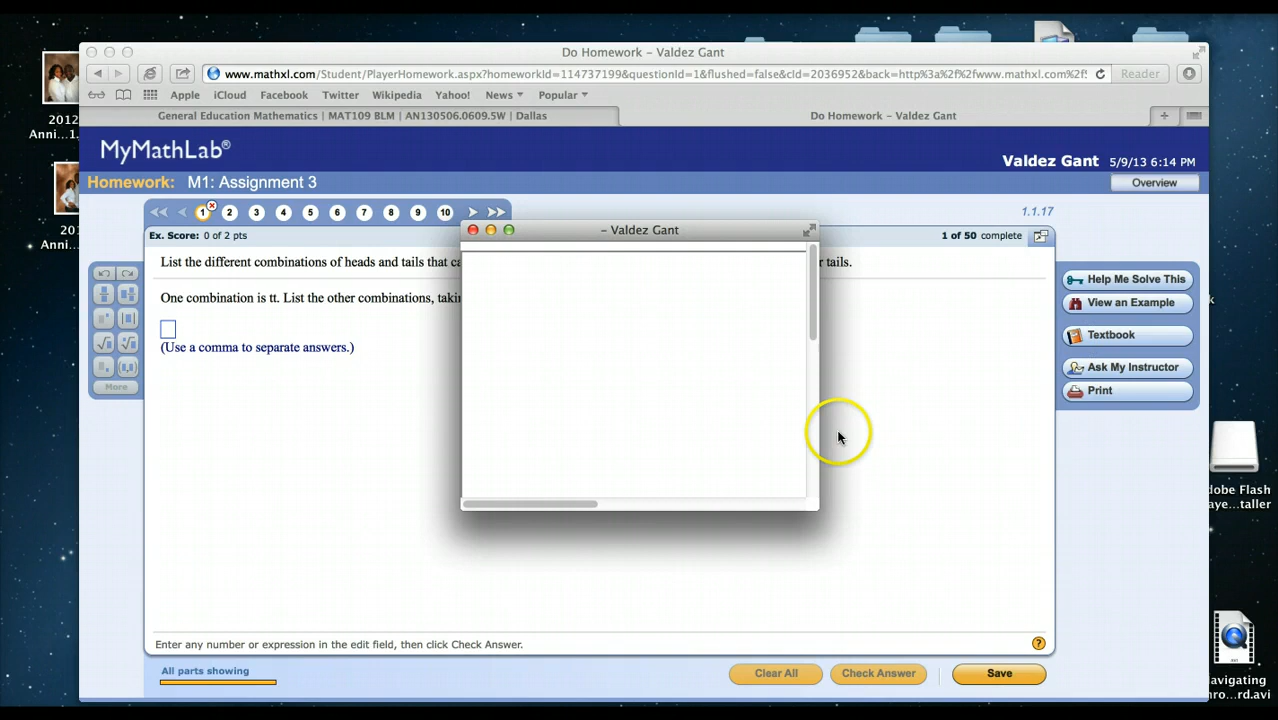 Do Homework – Valdez Gant
www.mathxl.com/Student/PlayerHomework.aspx?homeworkId=114737199&questionId=1&flushed=false&cId=2036952&back=http%3a%2f%2fwww.mathxl.com%2f
Reader
Apple iCloud Facebook Twitter Wikipedia Yahoo! News Popular
General Education Mathematics | MAT109 BLM | AN130506.0609.5W | Dallas
Do Homework – Valdez Gant
2012
Anni...1.
Anni...
MyMathLab®
Valdez Gant 5/9/13 6:14 PM
Homework: M1: Assignment 3
Overview
1 2 3 4 5 6 7 8 9 10
1.1.17
Ex. Score: 0 of 2 pts
1 of 50 complete
– Valdez Gant
List the different combinations of heads and tails that
tails.
One combination is tt. List the other combinations,
(Use a comma to separate answers.)
More
Help Me Solve This
View an Example
Textbook
Ask My Instructor
Print
dobe Flash
aye...taller
Enter any number or expression in the edit field, then click Check Answer.
?
All parts showing
Clear All
Check Answer
Save
avigating
ro...rd.avi